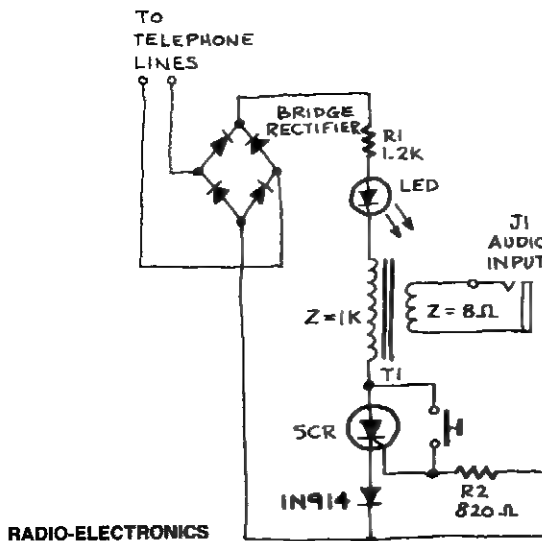 TO
TELEPHONE
LINES
BRIDGE
RECTIFIER
R1
1.2K
LED
J1
AUDIO
INPUT
Z=1K
Z=8Ω
T1
SCR
1N914
R2
820Ω
RADIO-ELECTRONICS